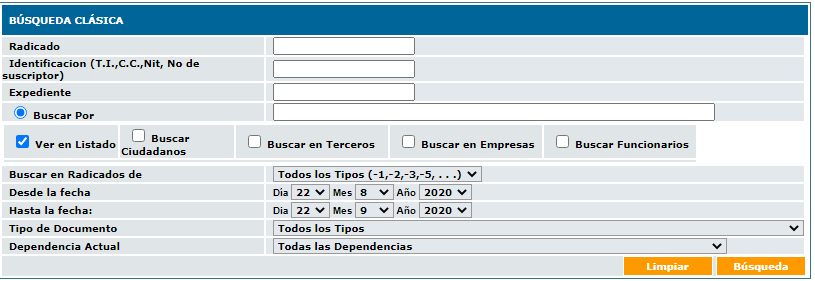 BÚSQUEDA CLÁSICA
Radicado
Identificacion (T.I.,C.C.,Nit, No de
suscriptor)
Expediente
Buscar Por
Ver en Listado Buscar Ciudadanos Buscar en Terceros Buscar en Empresas Buscar Funcionarios
Buscar en Radicados de Todos los Tipos (-1,-2,-3,-5, . . .)
Desde la fecha Dia 22 Mes 8 Año 2020
Hasta la fecha: Dia 22 Mes 9 Año 2020
Tipo de Documento Todos los Tipos
Dependencia Actual Todas las Dependencias
Limpiar Búsqueda